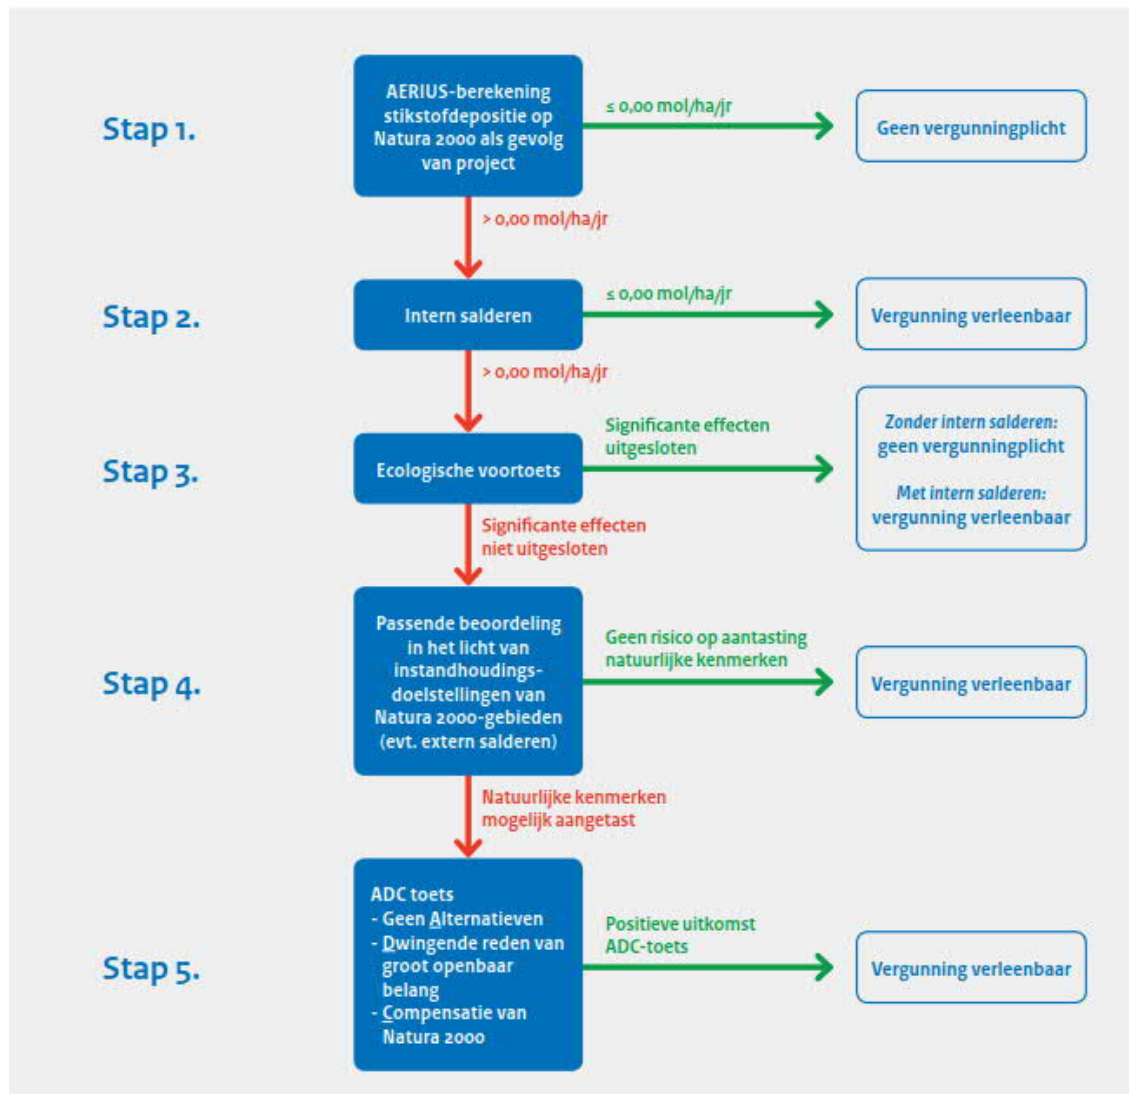 Stap 1.
AERIUS-berekening
stikstofdepositie op
Natura 2000 als gevolg
van project
≤ 0,00 mol/ha/jr
Geen vergunningplicht
> 0,00 mol/ha/jr
Stap 2.
Intern salderen
≤ 0,00 mol/ha/jr
Vergunning verleenbaar
> 0,00 mol/ha/jr
Stap 3.
Ecologische voortoets
Significante effecten
uitgesloten
Zonder intern salderen:
geen vergunningplicht
Met intern salderen:
vergunning verleenbaar
Significante effecten
niet uitgesloten
Stap 4.
Passende beoordeling
in het licht van
instandhoudings-
doelstellingen van
Natura 2000-gebieden
(evt. extern salderen)
Geen risico op aantasting
natuurlijke kenmerken
Vergunning verleenbaar
Natuurlijke kenmerken
mogelijk aangetast
Stap 5.
ADC toets
- Geen Alternatieven
- Dwingende reden van
groot openbaar
belang
- Compensatie van
Natura 2000
Positieve uitkomst
ADC-toets
Vergunning verleenbaar